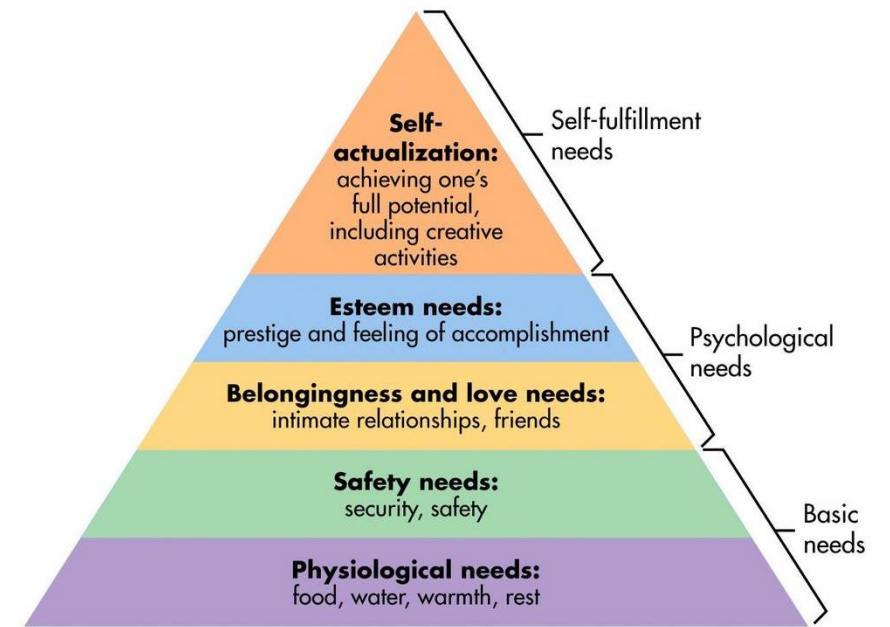 Self-
actualization:
achieving one's
full potential,
including creative
activities
Self-fulfillment
needs
Esteem needs:
prestige and feeling of accomplishment
Psychological
needs
Belongingness and love needs:
intimate relationships, friends
Safety needs:
security, safety
Basic
needs
Physiological needs:
food, water, warmth, rest